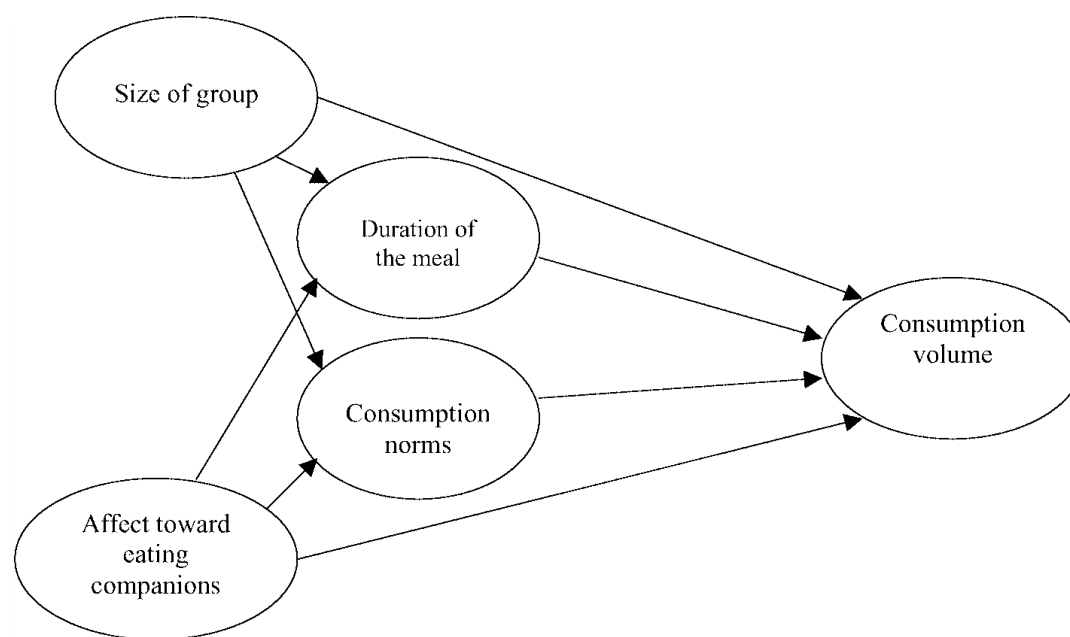 Size of group
Duration of
the meal
Consumption
volume
Consumption
norms
Affect toward
eating
companions